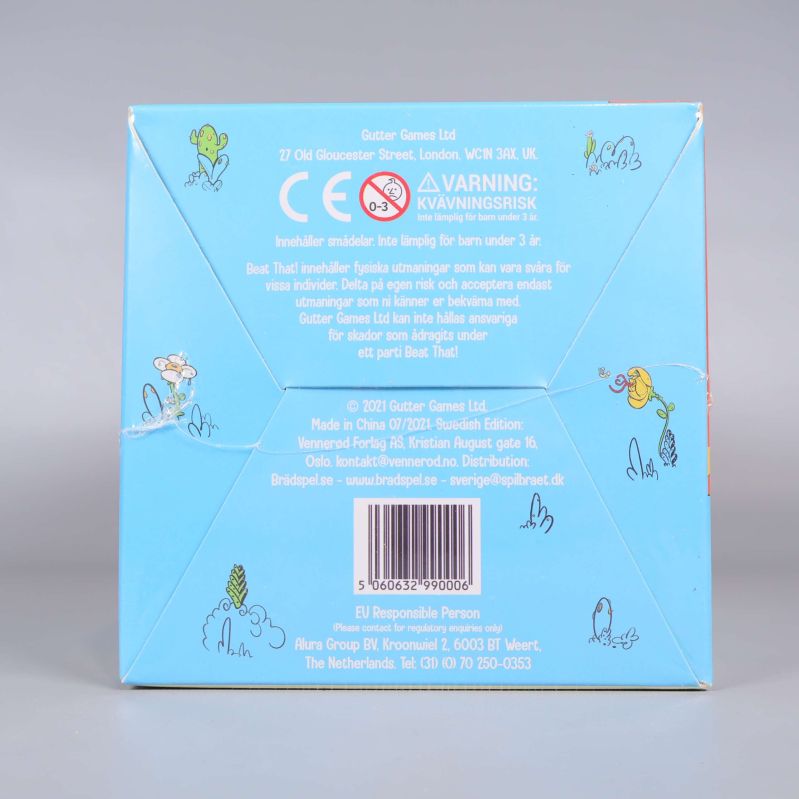 Gutter Games Ltd
27 Old Gloucester Street, London, WC1N 3AX, UK.
CE 0-3 ⚠ VARNING:
KVÄVNINGSRISK
Inte lämplig för barn under 3 år.
Innehåller smådelar. Inte lämplig för barn under 3 år.
Beat That! innehåller fysiska utmaningar som kan vara svåra för
vissa individer. Delta på egen risk och acceptera endast
utmaningar som ni känner er bekväma med.
Gutter Games Ltd kan inte hållas ansvariga
för skador som ådragits under
ett parti Beat That!
© 2021 Gutter Games Ltd.
Made in China 07/2021. Swedish Edition:
Vennerød Forlag AS, Kristian August gate 16,
Oslo. kontakt@vennerod.no. Distribution:
Brädspel.se - www.bradspel.se - sverige@spilbraet.dk
5 060632 990006
EU Responsible Person
(Please contact for regulatory enquiries only)
Alura Group BV, Kroonwiel 2, 6003 BT Weert,
The Netherlands. Tel: (31) (0) 70 250-0353